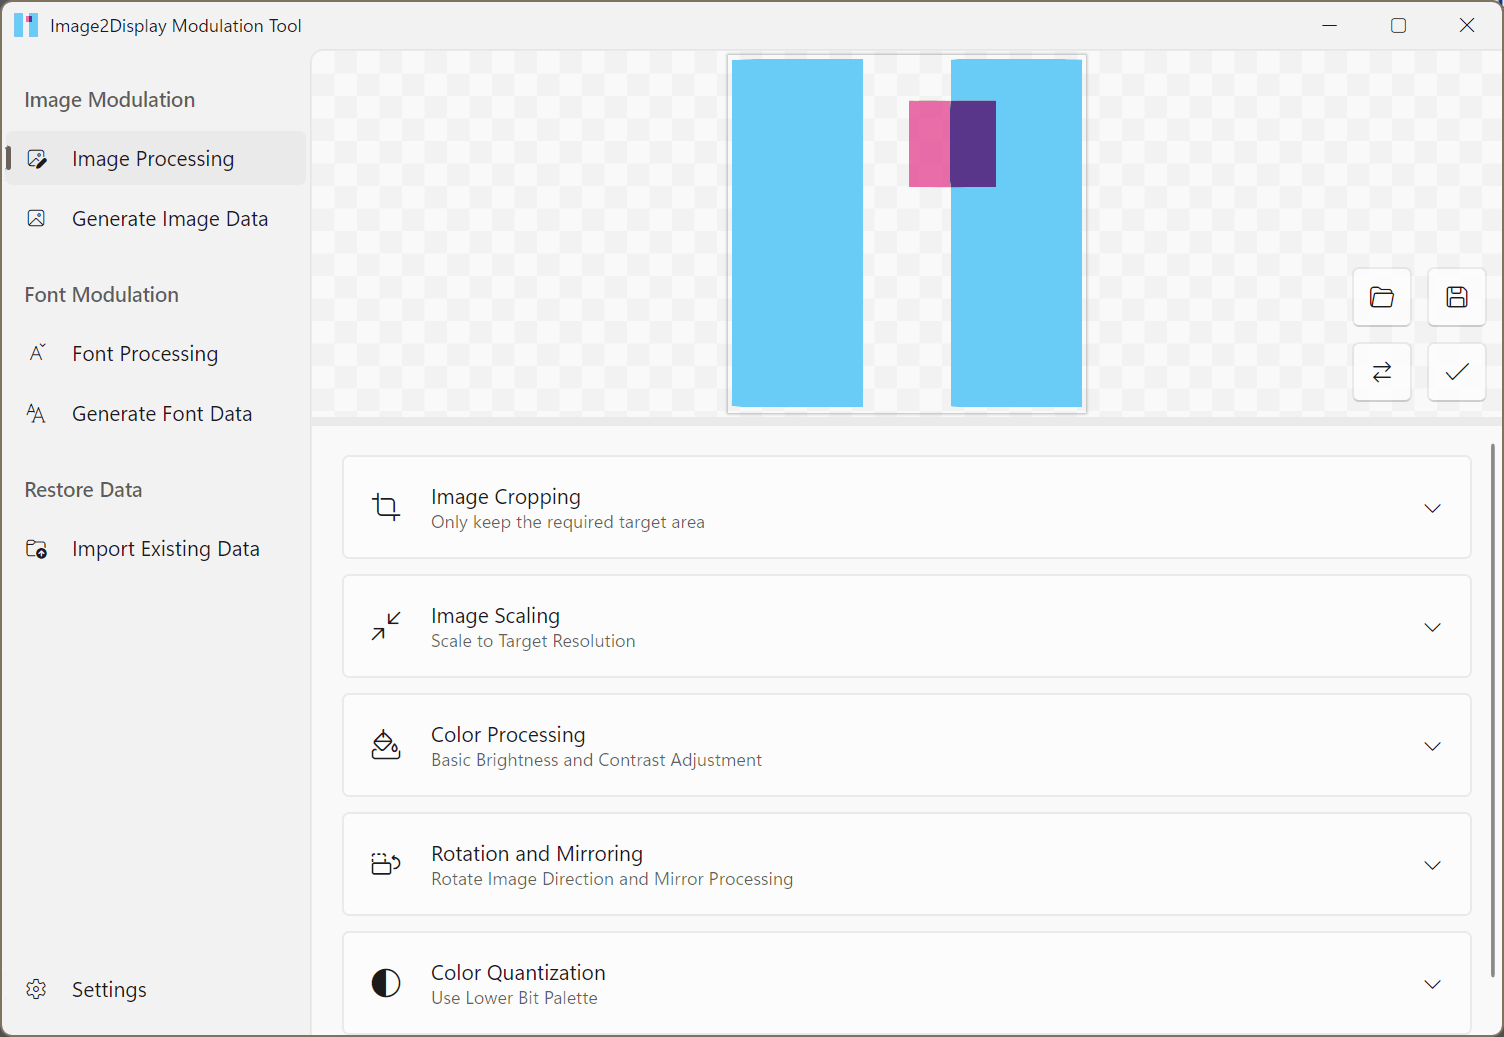 Image2Display Modulation Tool
Image Modulation
Image Processing
Generate Image Data
Font Modulation
Font Processing
Generate Font Data
Restore Data
Import Existing Data
Settings
Image Cropping
Only keep the required target area
Image Scaling
Scale to Target Resolution
Color Processing
Basic Brightness and Contrast Adjustment
Rotation and Mirroring
Rotate Image Direction and Mirror Processing
Color Quantization
Use Lower Bit Palette